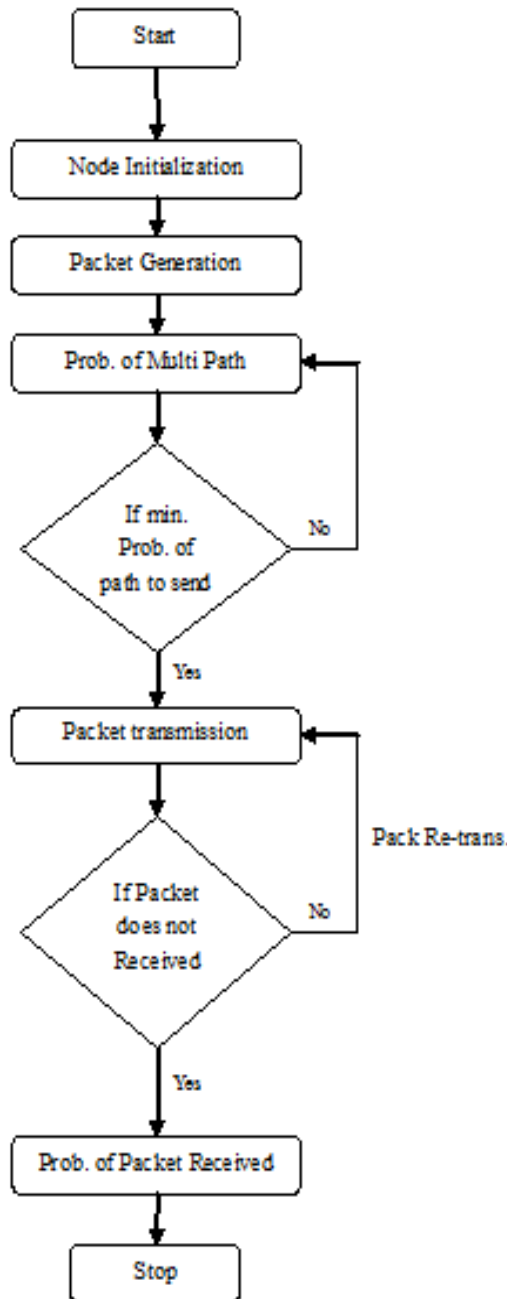 Start
Node Initialization
Packet Generation
Prob. of Multi Path
If min.
Prob. of
path to send
No
Yes
Packet transmission
Pack Re-trans.
If Packet
does not
Received
No
Yes
Prob. of Packet Received
Stop